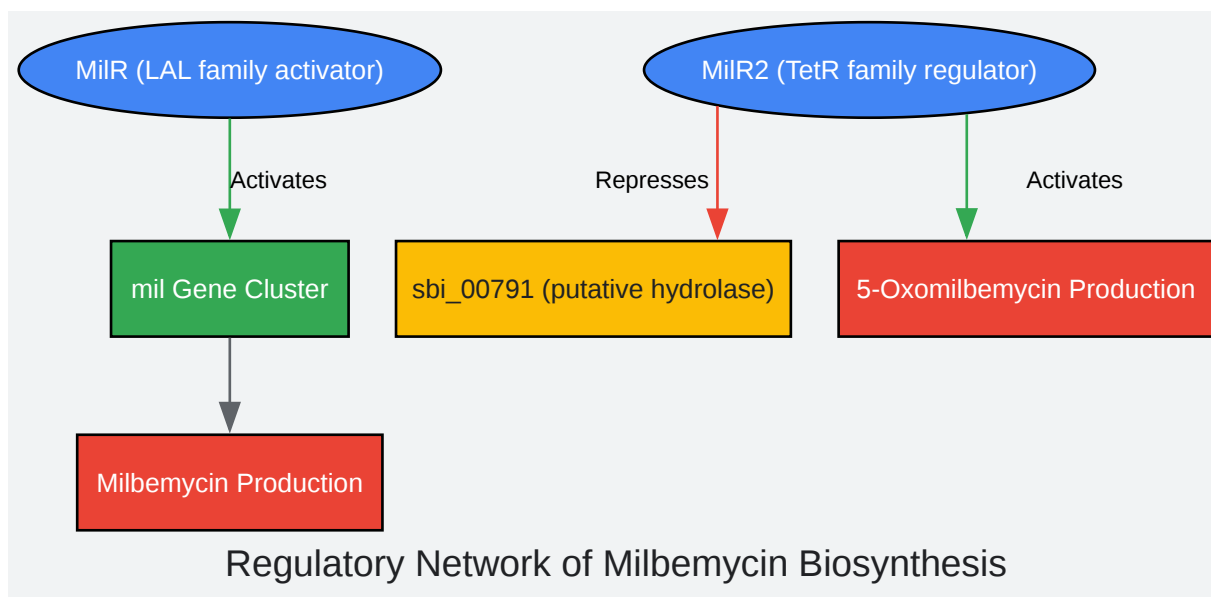 MilR (LAL family activator)
MilR2 (TetR family regulator)
Activates
Represses
Activates
mil Gene Cluster
sbi_00791 (putative hydrolase)
5-Oxomilbemycin Production
Milbemycin Production
Regulatory Network of Milbemycin Biosynthesis